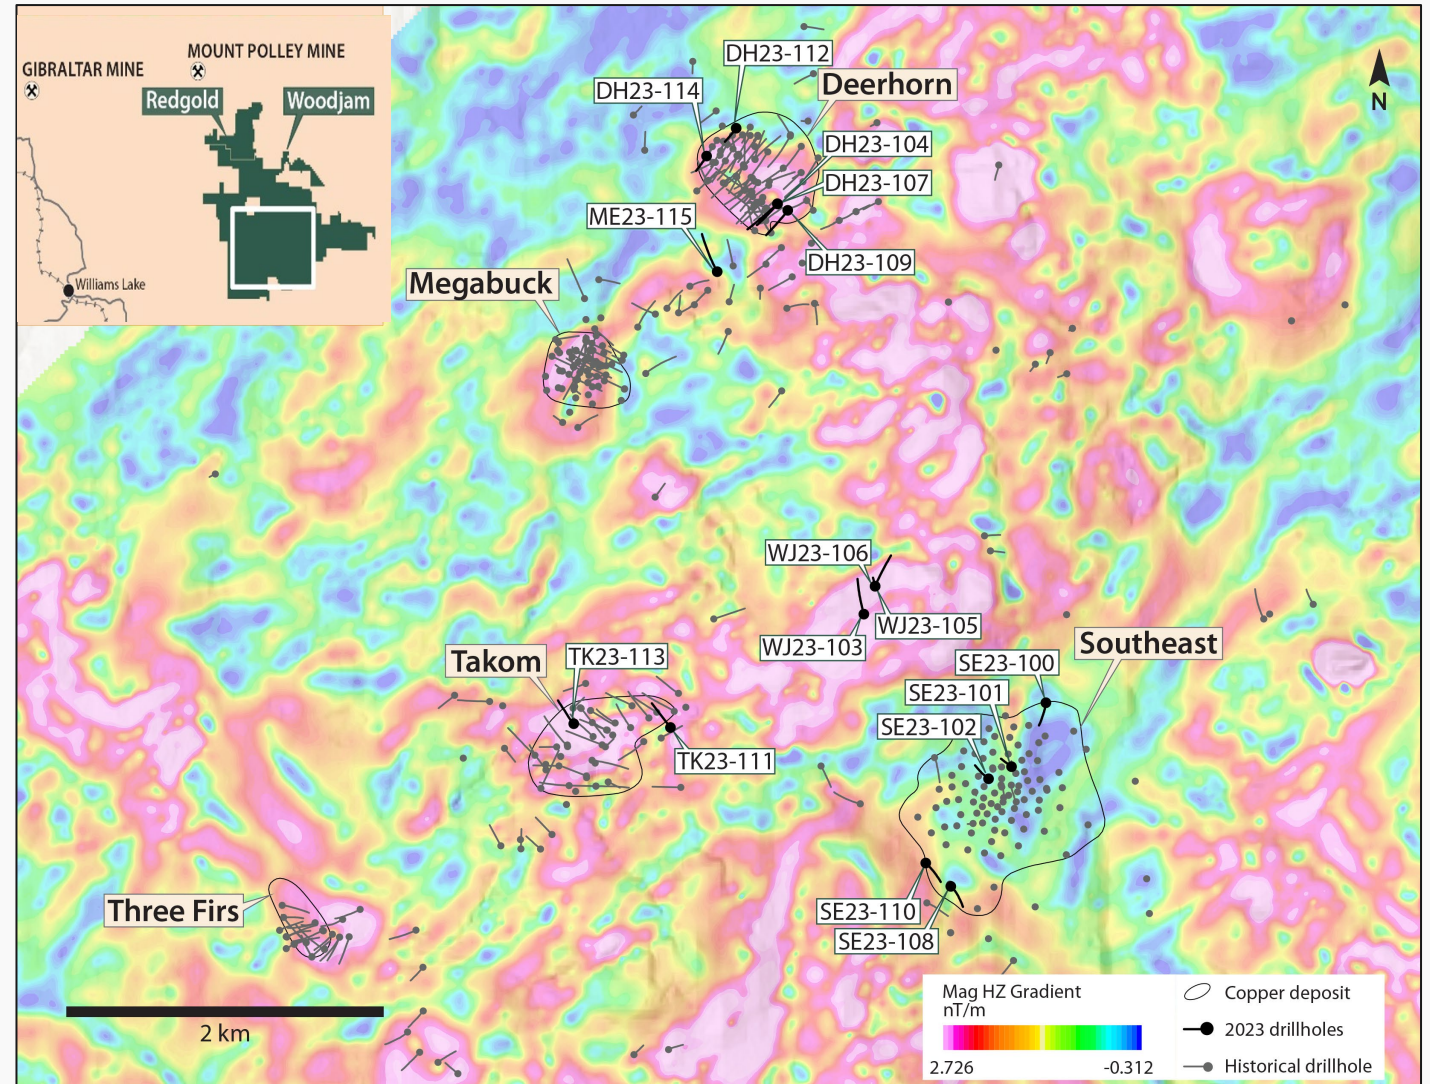 MOUNT POLLEY MINE
GIBRALTAR MINE
Redgold
Woodjam
Williams Lake
N
DH23-112
DH23-114
Deerhorn
DH23-104
DH23-107
ME23-115
DH23-109
Megabuck
WJ23-106
WJ23-105
WJ23-103
Southeast
Takom
TK23-113
SE23-100
SE23-101
SE23-102
TK23-111
Three Firs
SE23-110
SE23-108
2 km
Mag HZ Gradient
nT/m
2.726
-0.312
Copper deposit
2023 drillholes
Historical drillhole